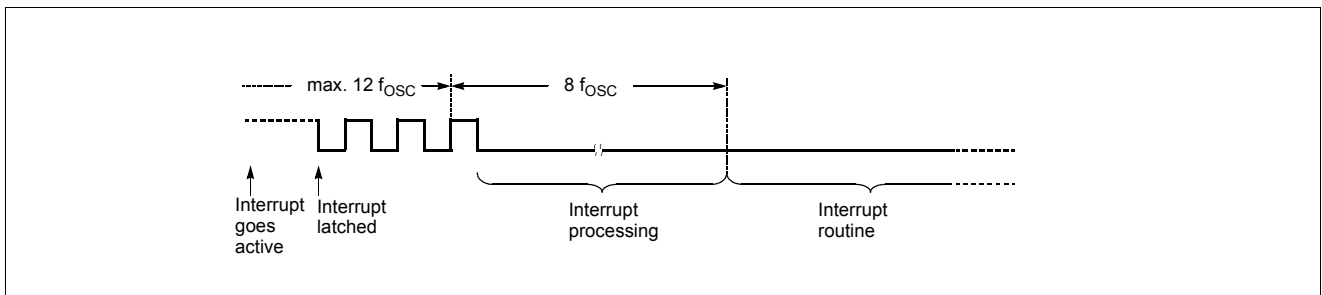 max. 12 fOSC
8 fOSC
Interrupt
goes
active
Interrupt
latched
Interrupt
processing
Interrupt
routine